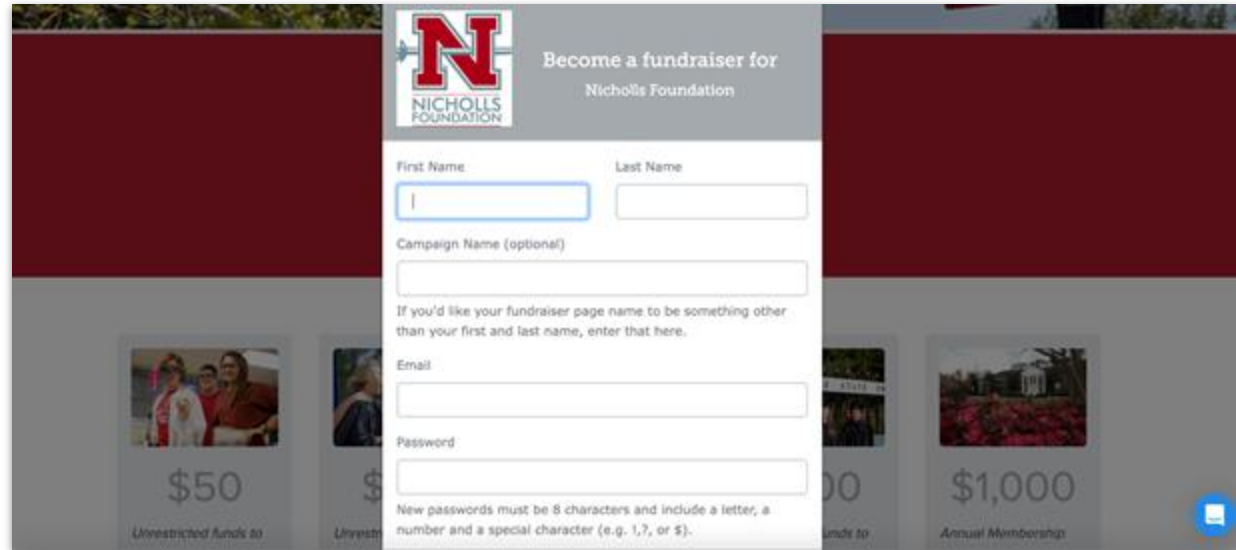 N
NICHOLLS
FOUNDATION
Become a fundraiser for
Nicholls Foundation
First Name
Last Name
Campaign Name (optional)
If you'd like your fundraiser page name to be something other
than your first and last name, enter that here.
Email
Password
New passwords must be 8 characters and include a letter, a
number and a special character (e.g. !,?, or $).
$50
Unrestricted funds to
$
00
funds to
$1,000
Annual Membership